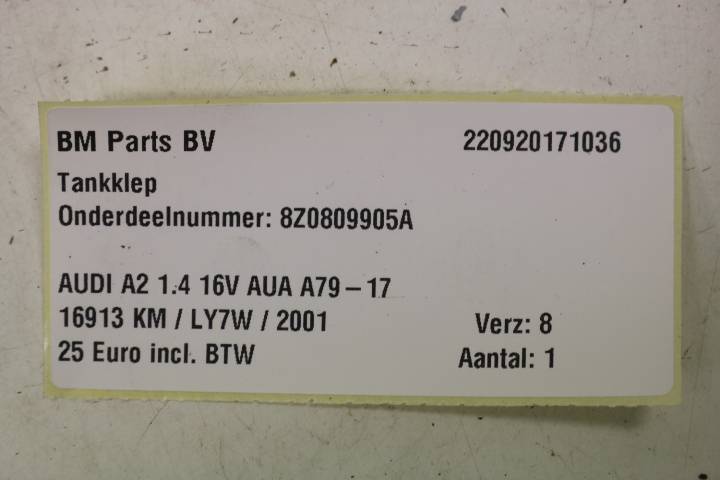 BM Parts BV 220920171036
Tankklep
Onderdeelnummer: 8Z0809905A
AUDI A2 1.4 16V AUA A79 – 17
16913 KM / LY7W / 2001 Verz: 8
25 Euro incl. BTW Aantal: 1